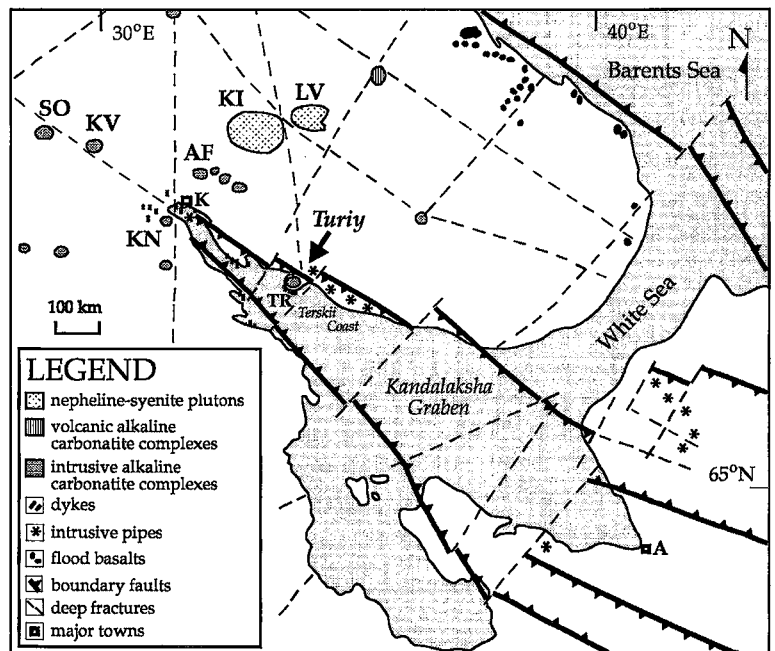 30°E
40°E
N
Barents Sea
SO
KV
KI
LV
AF
K
KN
Turiy
TR
Terskii
Coast
100 km
White Sea
Kandalaksha
Graben
65°N
A
LEGEND
nepheline-syenite plutons
volcanic alkaline
carbonatite complexes
intrusive alkaline
carbonatite complexes
dykes
intrusive pipes
flood basalts
boundary faults
deep fractures
major towns